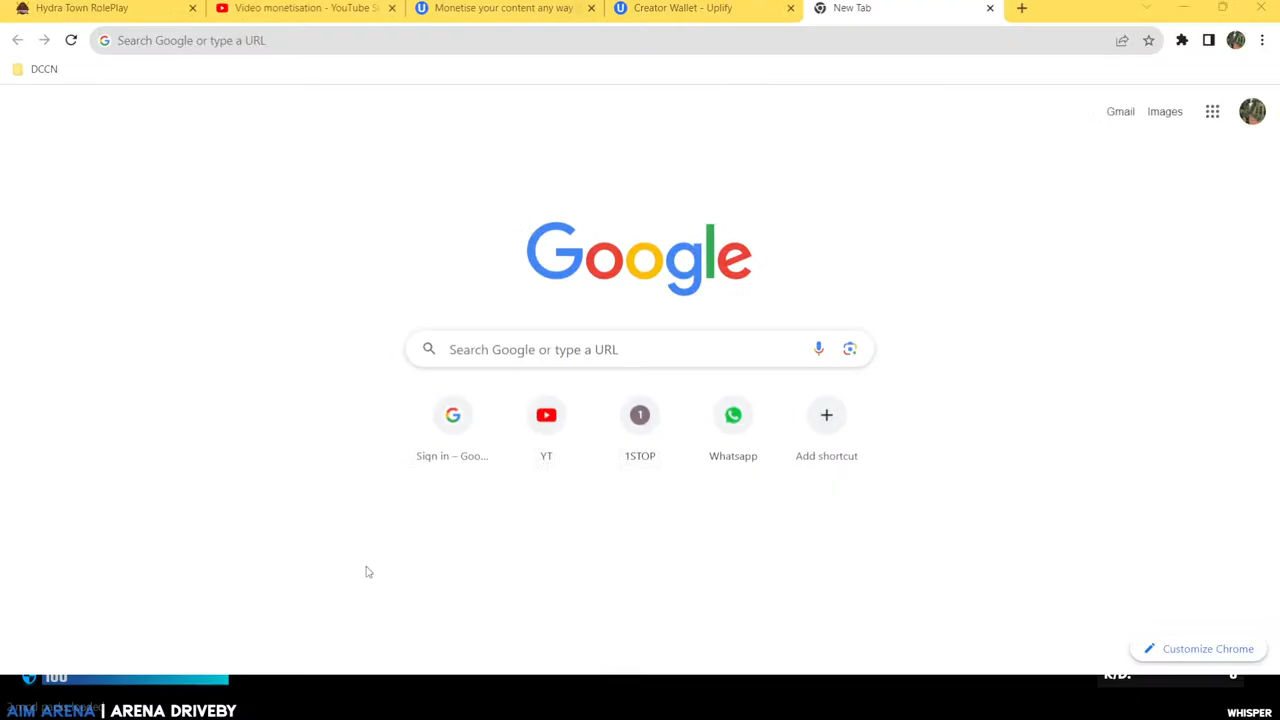 Hydra Town RolePlay
Video monetisation - YouTube S
Monetise your content any way
Creator Wallet - Uplify
New Tab
Search Google or type a URL
DCCN
Gmail
Images
Google
Search Google or type a URL
1
Sign in – Goo...
YT
1STOP
Whatsapp
Add shortcut
Customize Chrome
100
K/D:
AIM ARENA | ARENA DRIVEBY
WHISPER